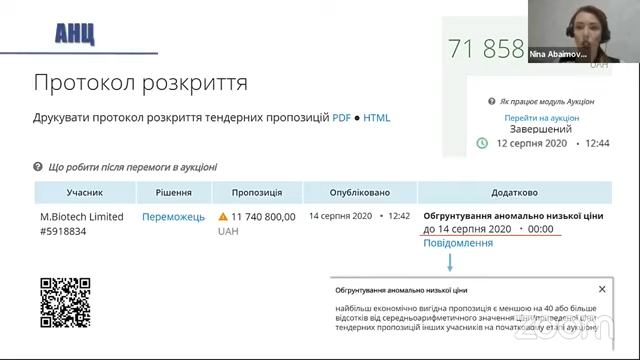 АНЦ
71 858
UAH
Nina Abaimov...
Протокол розкриття
Друкувати протокол розкриття тендерних пропозицій PDF ● HTML
Як працює модуль Аукціон
Перейти на аукціон
Завершений
12 серпня 2020 • 12:44
Що робити після перемоги в аукціоні
Учасник Рішення Пропозиція Опубліковано Додатково
M.Biotech Limited Переможець 11 740 800,00 14 серпня 2020 • 12:42 Обгрунтування аномально низької ціни
#5918834 UAH до 14 серпня 2020 • 00:00
Повідомлення
Обгрунтування аномально низької ціни
найбільш економічно вигідна пропозиція є меншою на 40 або більше
відсотків від середньоарифметичного значення ціни/приведеної ціни
тендерних пропозицій інших учасників на початковому етапі аукціону
zoom